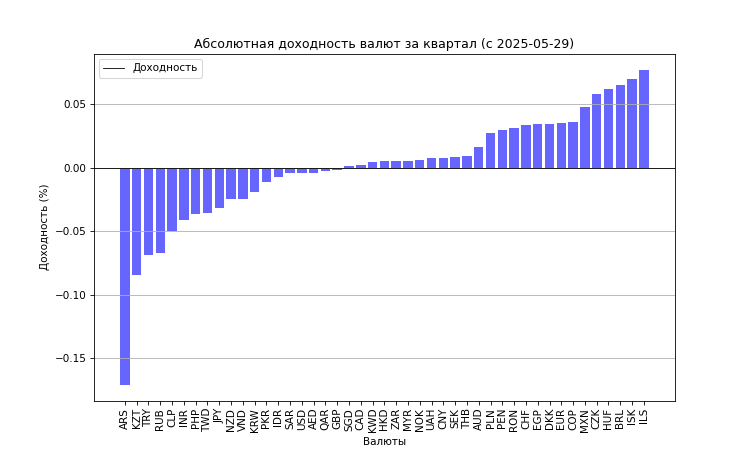 Абсолютная доходность валют за квартал (с 2025-05-29)
Доходность
Доходность (%)
0.05
0.00
−0.05
−0.10
−0.15
ARS KZT TRY RUB CLP INR PHP TWD JPY NZD VND KRW PKR IDR SAR USD AED QAR GBP SGD CAD KWD HKD ZAR MYR NOK UAH CNY SEK THB AUD PLN PEN RON CHF EGP DKK EUR COP MXN CZK HUF BRL ISK ILS
Валюты